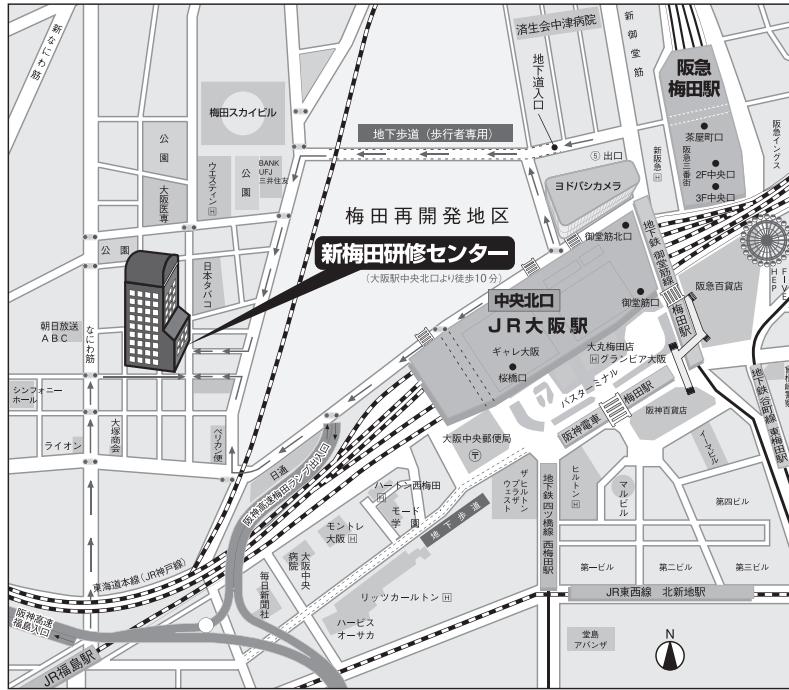 新なにわ筋
済生会中津病院
新御堂筋
地下道入口
阪急
梅田駅
梅田スカイビル
茶屋町口
阪急イングス
地下歩道(歩行者専用)
⑤出口
新阪急H
阪急三番街
2F中央口
3F中央口
公園
ウエスティンH
公園
BANK
UFJ
三井住友
ヨドバシカメラ
大阪医専
梅田再開発地区
御堂筋北口
地下鉄 御堂筋線 梅田駅
公園
新梅田研修センター
(大阪駅中央北口より徒歩10分)
日本タバコ
中央北口
JR大阪駅
御堂筋口
阪急百貨店
HEP FIVE
朝日放送
ABC
なにわ筋
ギャレ大阪
桜橋口
大丸梅田店
Hグランビア大阪
バスターミナル
阪神電車 梅田駅
阪神百貨店
地下鉄谷町線 東梅田駅
シンフォニー
ホール
大塚商会
ペリカン便
ライオン
日通
阪神高速梅田ランプ出入口
大阪中央郵便局
〒
イーマビル
ハートン西梅田
H
モード
学園
地下歩道
ザヒルトン
ウプラザ
エスト
地下鉄四ツ橋線 西梅田駅
ヒルトンH
マルビル
第四ビル
モントレ
大阪H
大阪中央
病院
毎日新聞社
リッツカールトンH
第一ビル
第二ビル
第三ビル
東海道本線(JR神戸線)
JR東西線 北新地駅
阪神高速
福島入口
ハービス
オーサカ
堂島
アバンザ
N
JR福島駅